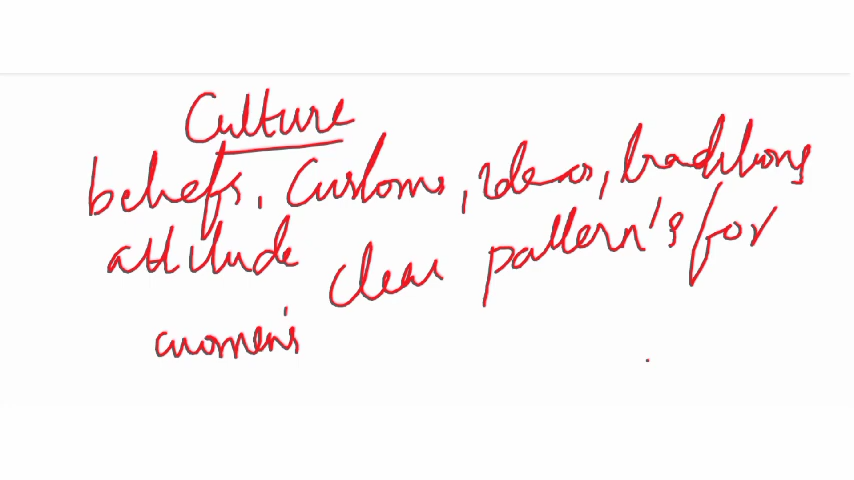 Culture
beliefs, Customs, ideas, traditions
attitude clear pattern's for
women's